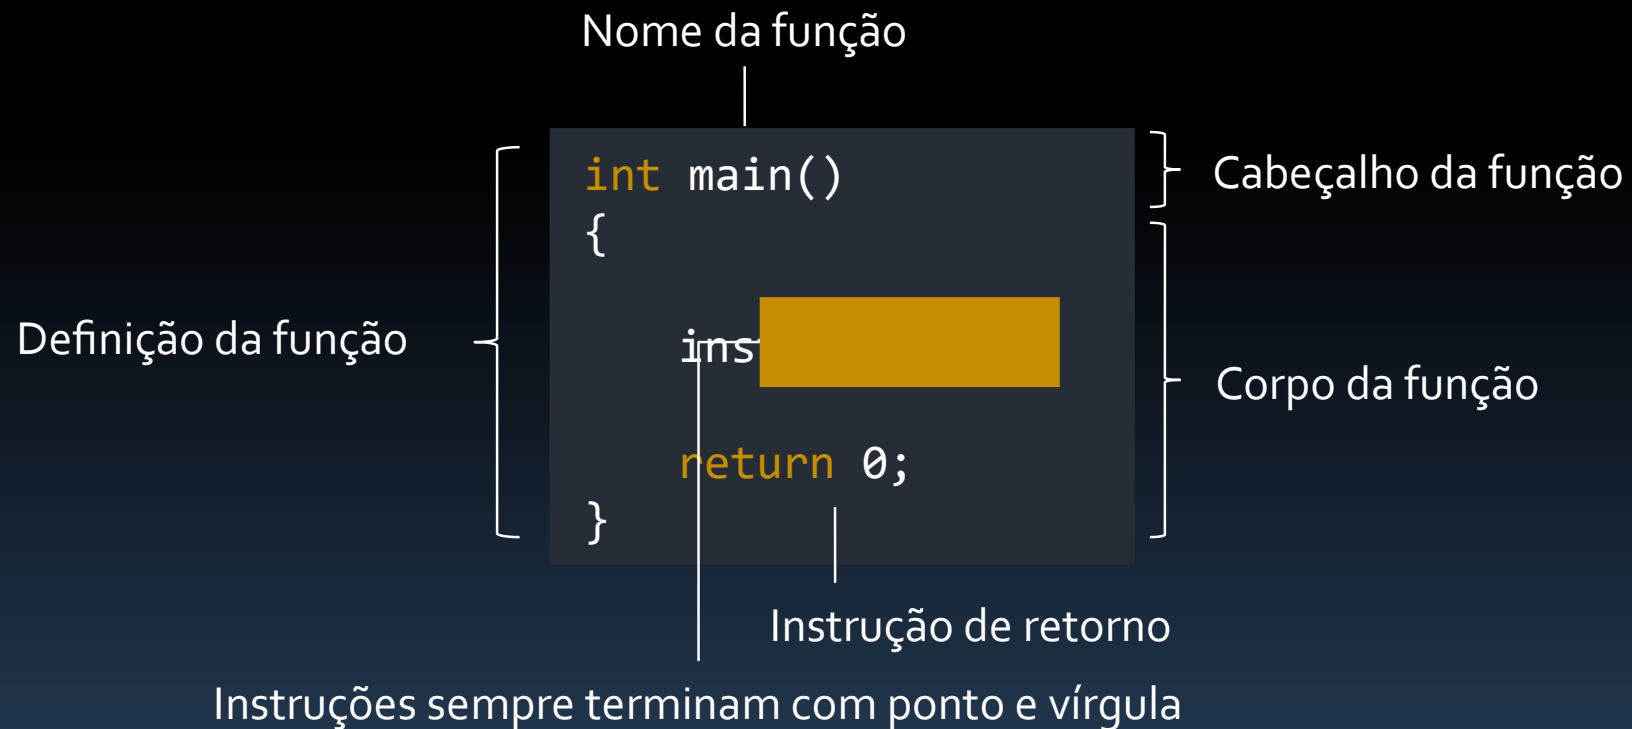 Nome da função
int main()
Cabeçalho da função
{
Definição da função
Corpo da função
return 0;
}
Instrução de retorno
Instruções sempre terminam com ponto e vírgula